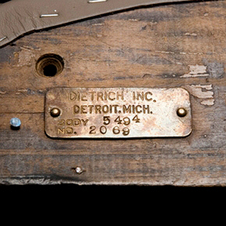 DIETRICH INC.
DETROIT. MICH.
BODY 5494
NO. 2069